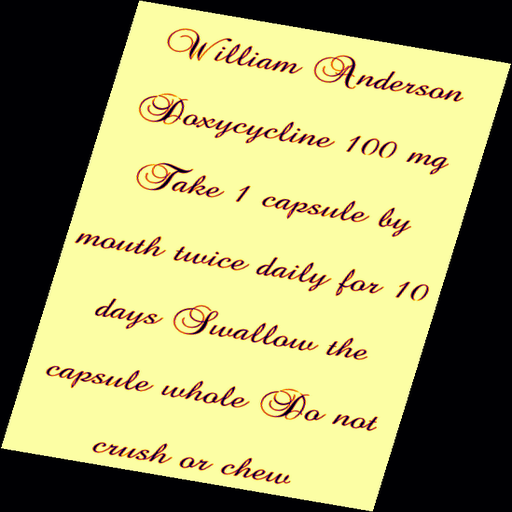 William Anderson
Doxycycline 100 mg
Take 1 capsule by
mouth twice daily for 10
days Swallow the
capsule whole Do not
crush or chew